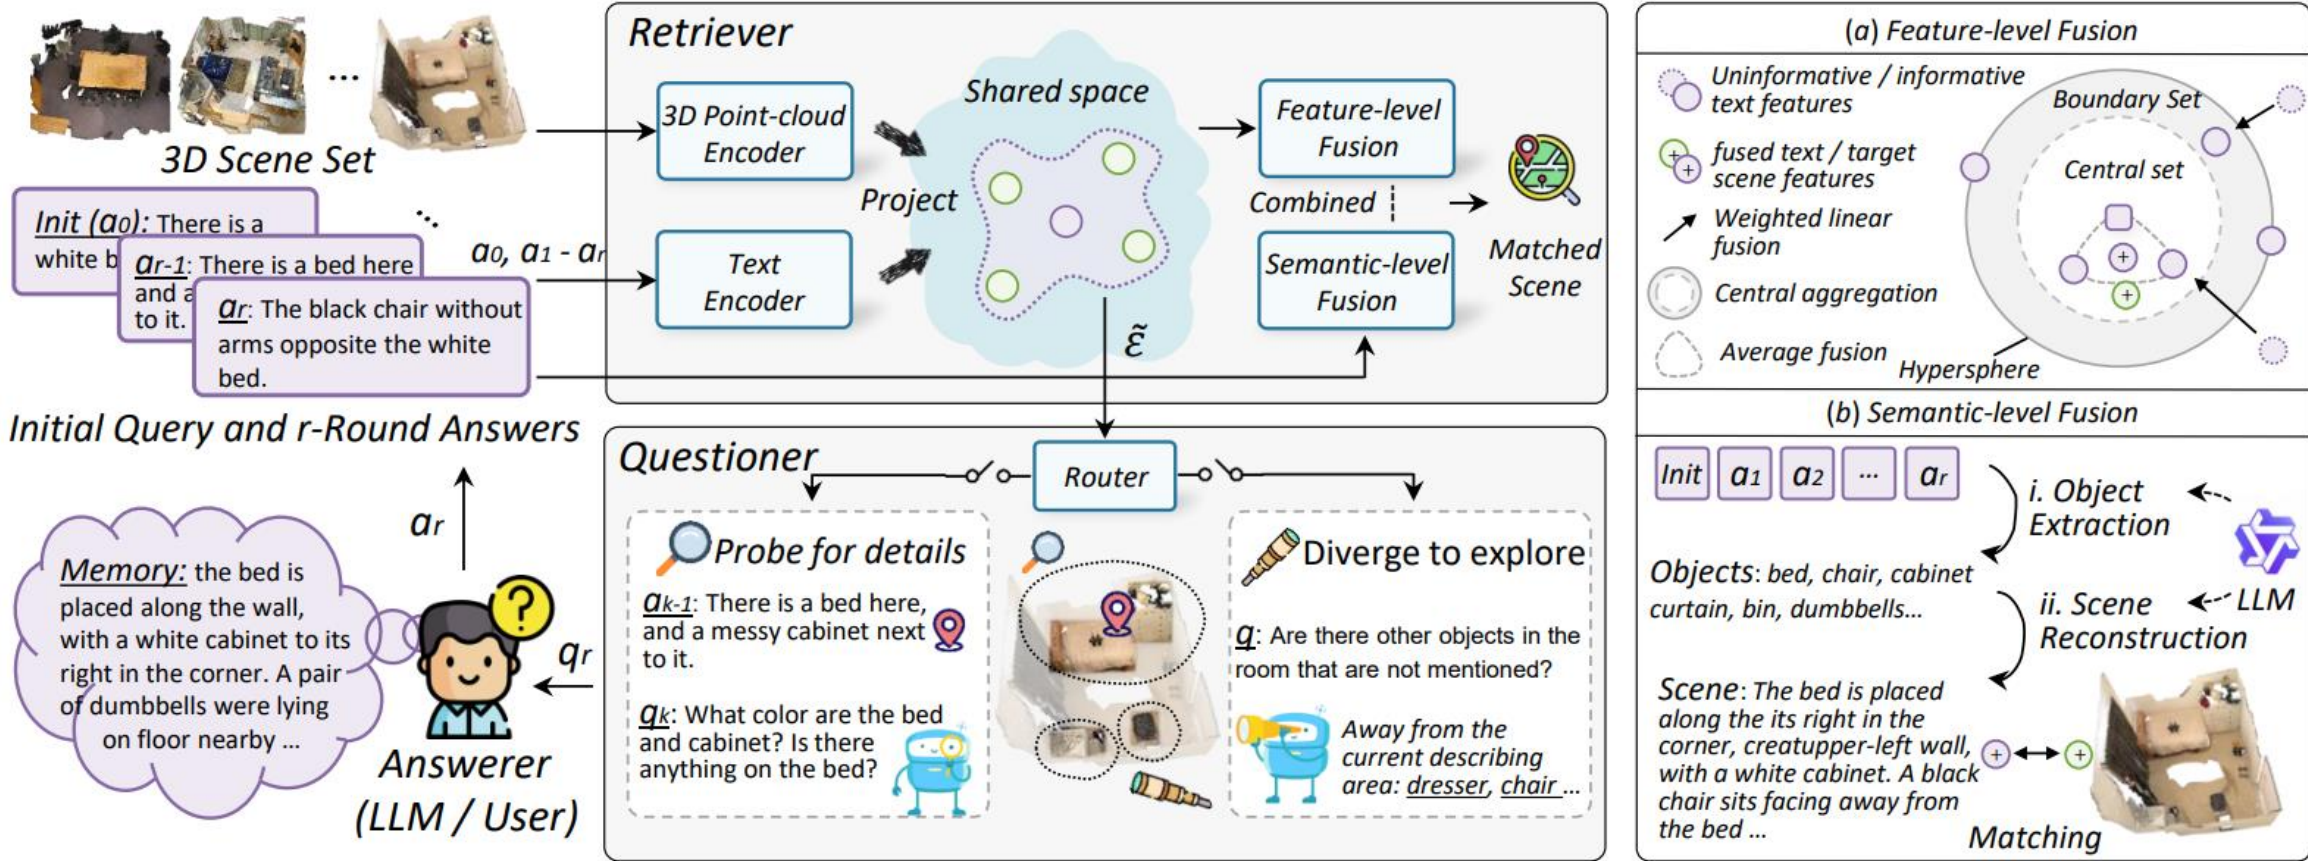 3D Scene Set
Init (a0): There is a
white b
ar-1: There is a bed here
and a
to it.
ar: The black chair without
arms opposite the white
bed.
...
...
a0, a1 - ar
Initial Query and r-Round Answers
ar
Memory: the bed is
placed along the wall,
with a white cabinet to its
right in the corner. A pair
of dumbbells were lying
on floor nearby ...
qr
Answerer
(LLM / User)
Retriever
3D Point-cloud
Encoder
Text
Encoder
Project
Shared space
ε̃
Feature-level
Fusion
Combined
Semantic-level
Fusion
Matched
Scene
Questioner
Router
Probe for details
ak-1: There is a bed here,
and a messy cabinet next
to it.
qk: What color are the bed
and cabinet? Is there
anything on the bed?
Diverge to explore
q: Are there other objects in the
room that are not mentioned?
Away from the
current describing
area: dresser, chair ...
(a) Feature-level Fusion
Uninformative / informative
text features
fused text / target
scene features
Weighted linear
fusion
Central aggregation
Average fusion
Boundary Set
Central set
Hypersphere
(b) Semantic-level Fusion
Init a1 a2 ... ar
i. Object
Extraction
Objects: bed, chair, cabinet
curtain, bin, dumbbells...
ii. Scene
Reconstruction
LLM
Scene: The bed is placed
along the its right in the
corner, creatupper-left wall,
with a white cabinet. A black
chair sits facing away from
the bed ...
Matching